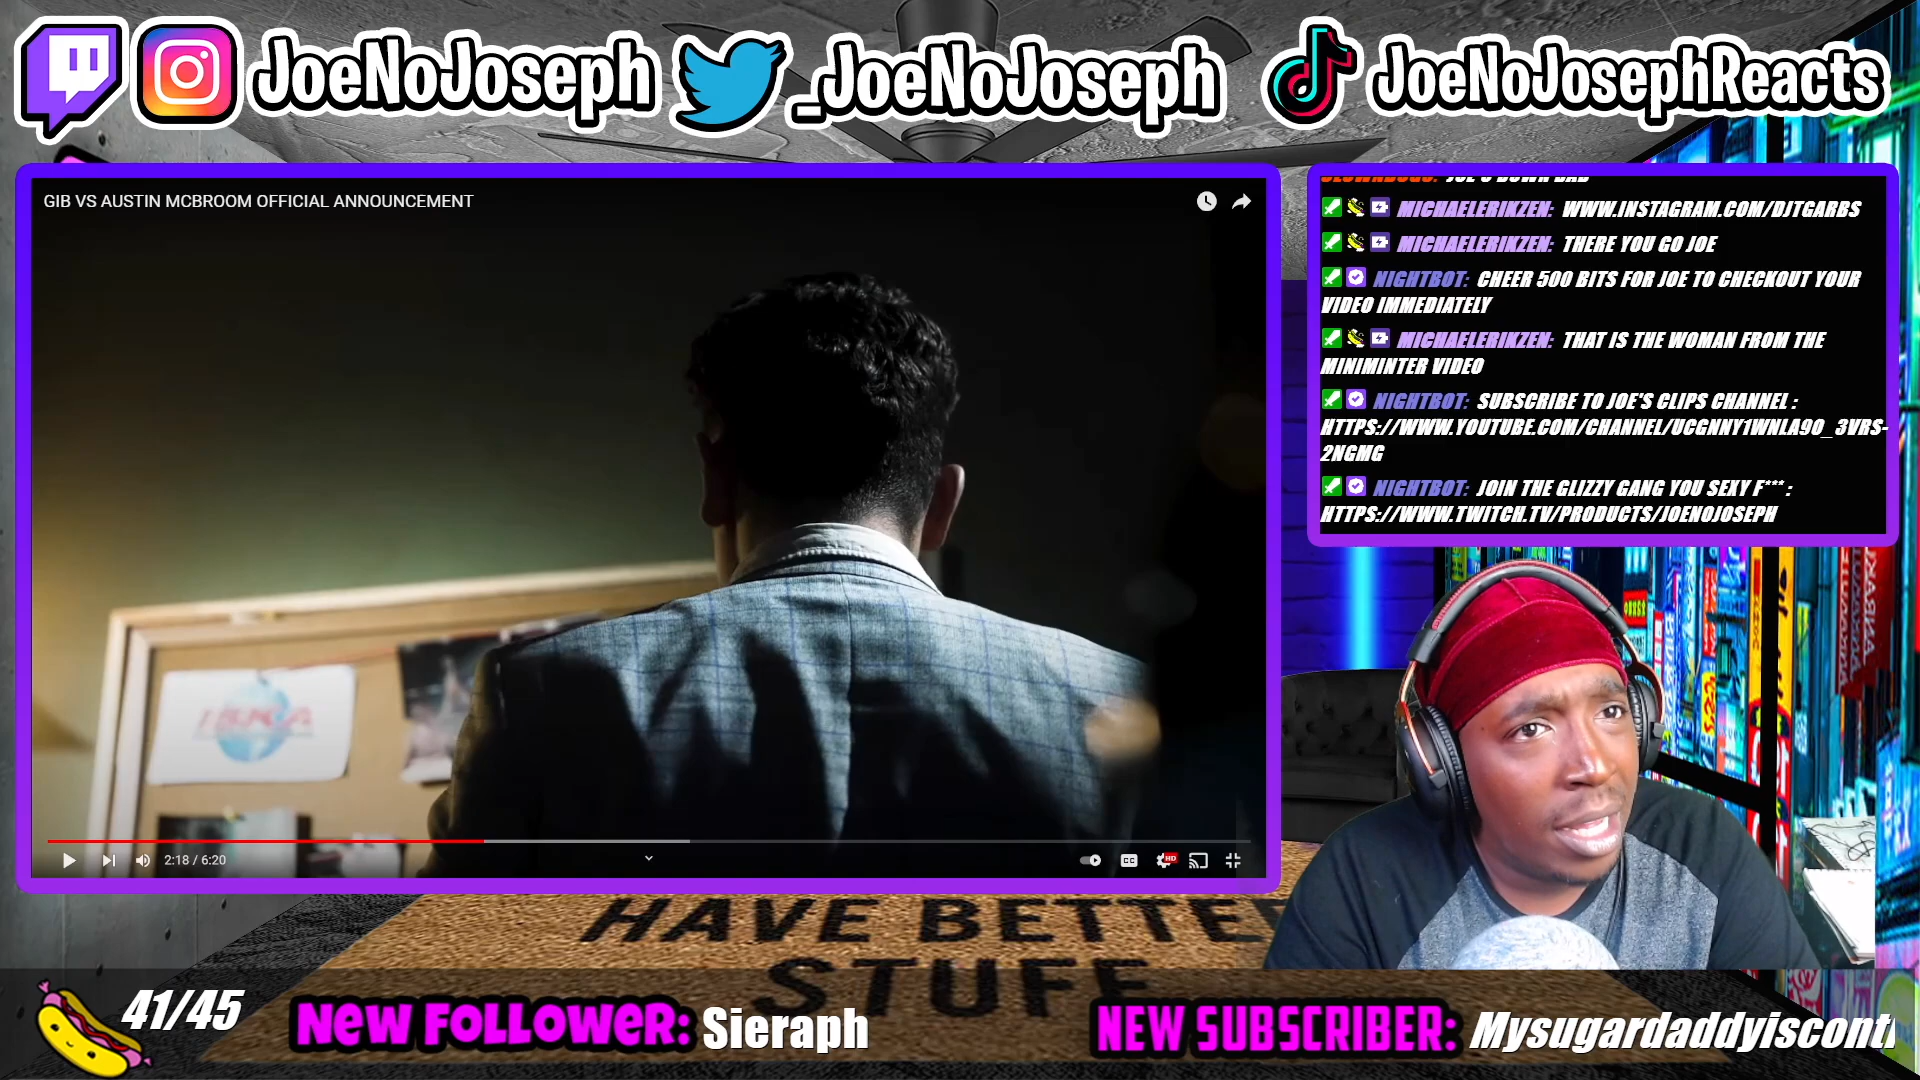 JoeNoJoseph
_JoeNoJoseph
JoeNoJosephReacts
GIB VS AUSTIN MCBROOM OFFICIAL ANNOUNCEMENT
2:18 / 6:20
CC
HD
MICHAELERIKZEN: WWW.INSTAGRAM.COM/DJTGARBS
MICHAELERIKZEN: THERE YOU GO JOE
NIGHTBOT: CHEER 500 BITS FOR JOE TO CHECKOUT YOUR
VIDEO IMMEDIATELY
MICHAELERIKZEN: THAT IS THE WOMAN FROM THE
MINIMINTER VIDEO
NIGHTBOT: SUBSCRIBE TO JOE'S CLIPS CHANNEL :
HTTPS://WWW.YOUTUBE.COM/CHANNEL/UCGNNY1WNLA9O_3VRS-
2NGMG
NIGHTBOT: JOIN THE GLIZZY GANG YOU SEXY F*** :
HTTPS://WWW.TWITCH.TV/PRODUCTS/JOENOJOSEPH
HAVE BETTE
STUFF
41/45
NEW FOLLOWER: Sieraph
NEW SUBSCRIBER: Mysugardaddyisconti